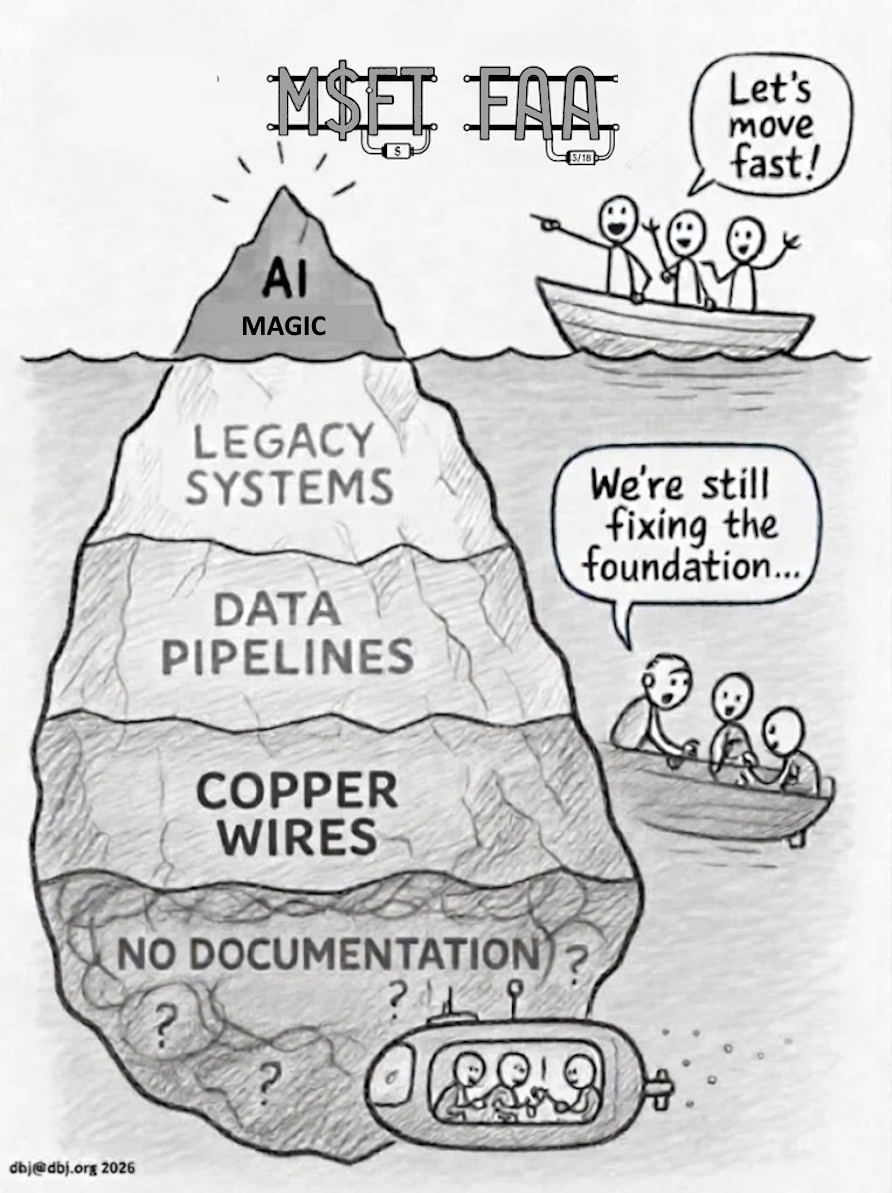 M$FT FAA
$
3/18
Let's
move
fast!
AI
MAGIC
LEGACY
SYSTEMS
We're still
fixing the
foundation...
DATA
PIPELINES
COPPER
WIRES
NO DOCUMENTATION ?
?
?
?
dbj@dbj.org 2026